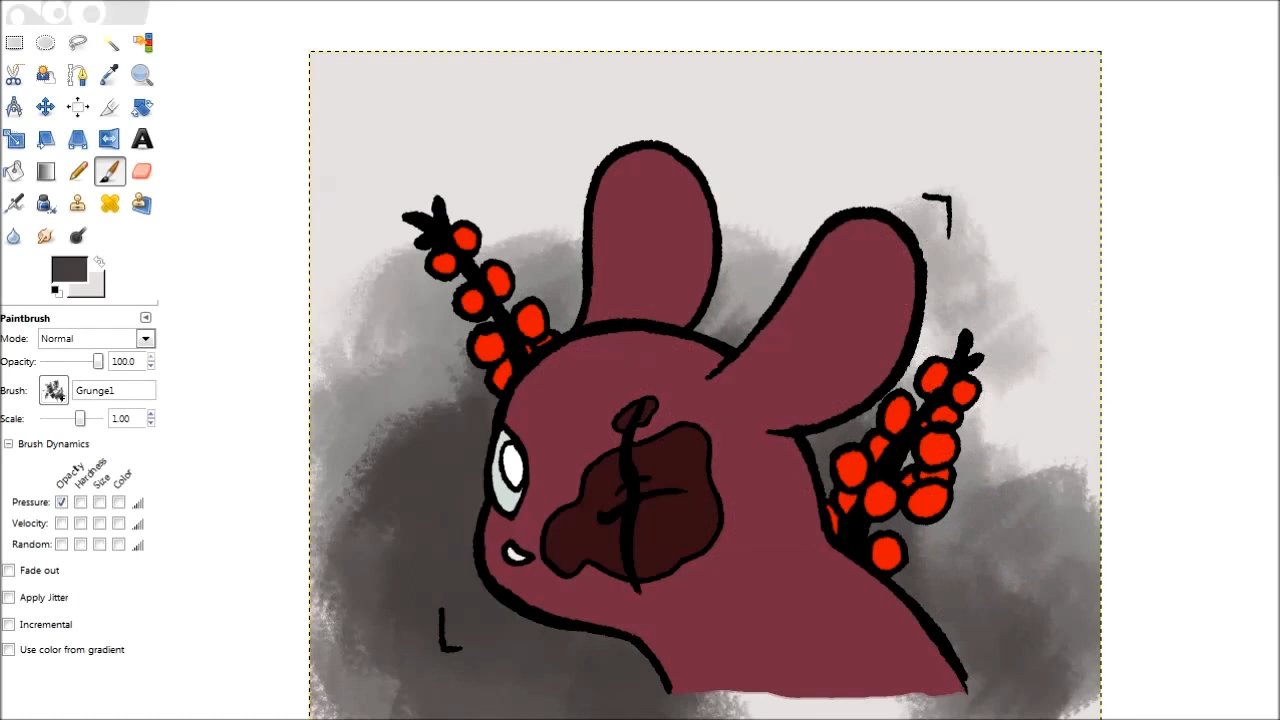 Paintbrush
Mode: Normal
Opacity: 100.0
Brush: Grunge1
Scale: 1.00
Brush Dynamics
Opacity Hardness Size Color
Pressure:
Velocity:
Random:
Fade out
Apply Jitter
Incremental
Use color from gradient